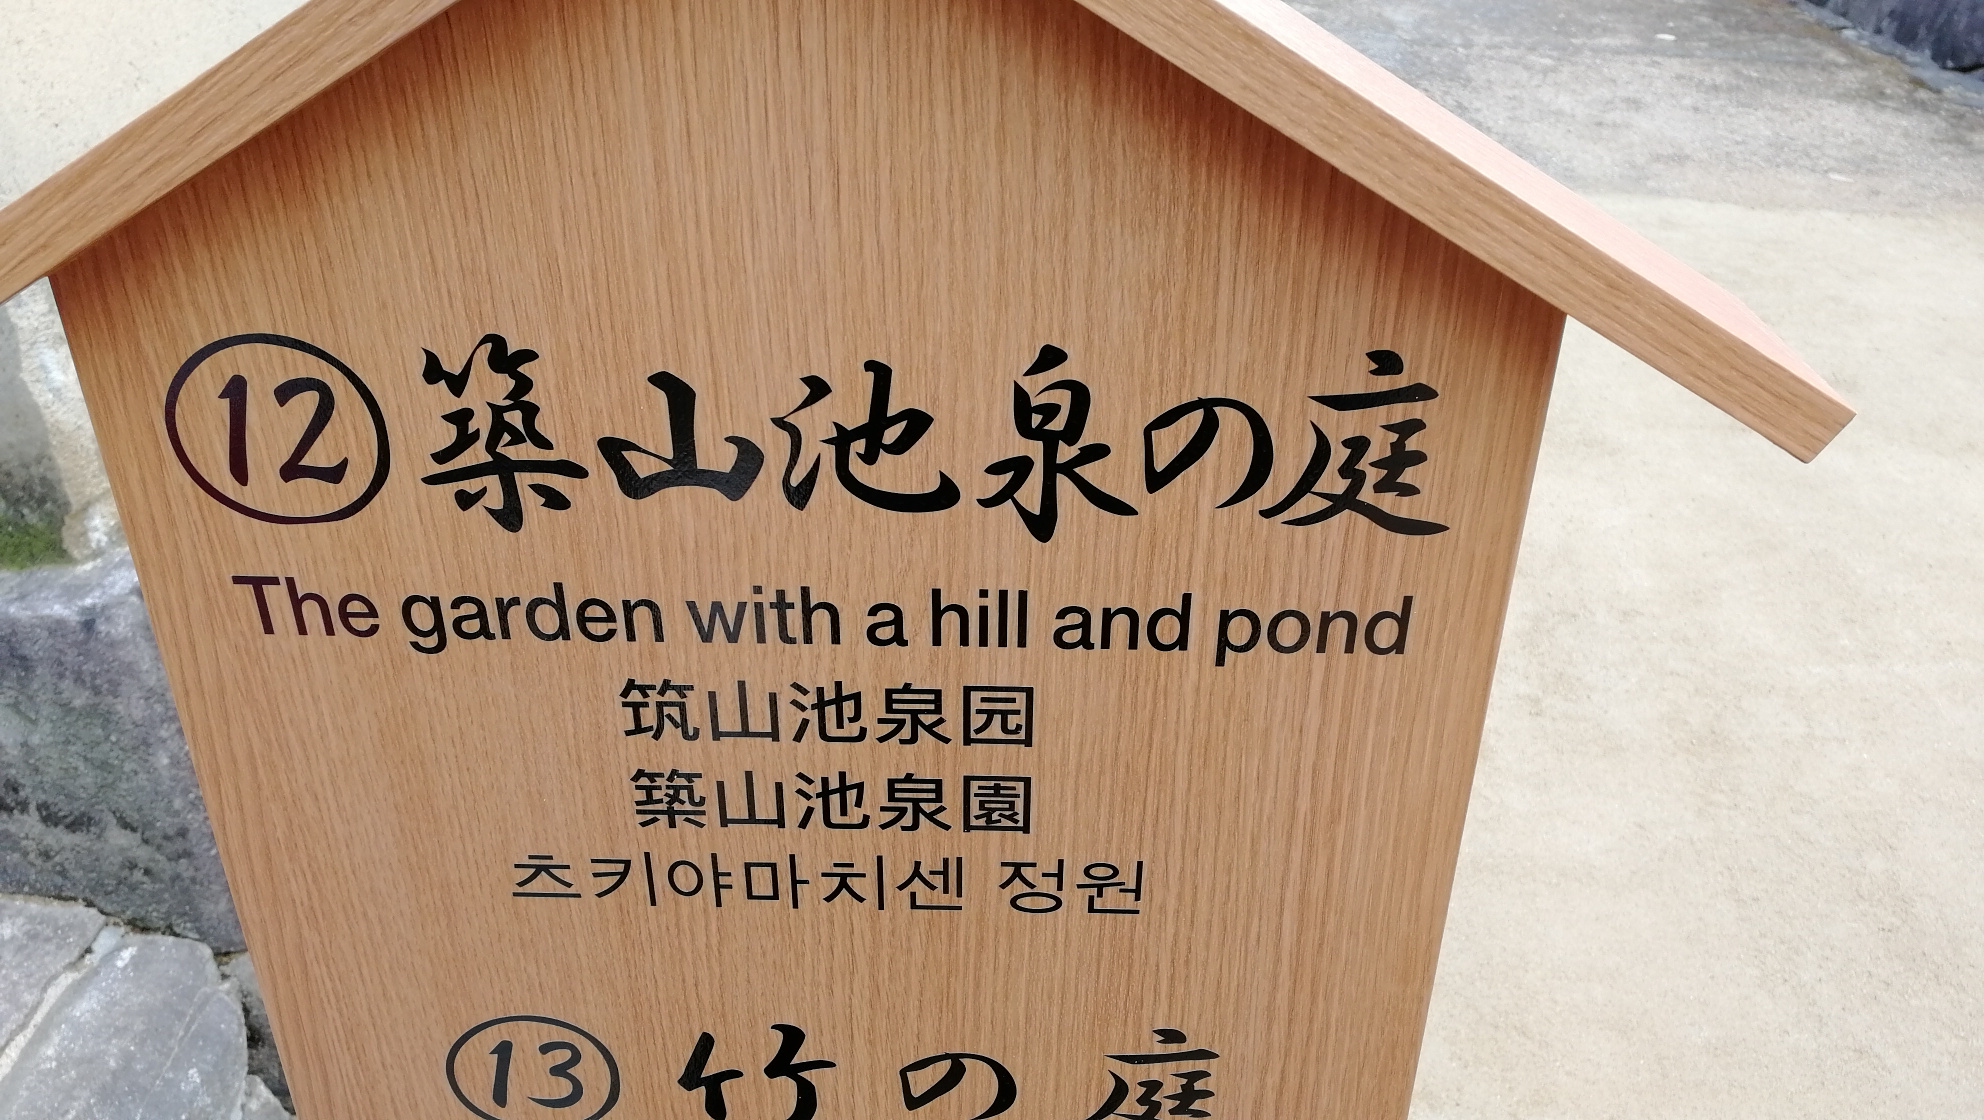 ⑫築山池泉の庭
The garden with a hill and pond
筑山池泉园
築山池泉園
츠키야마치센 정원
⑬竹の庭